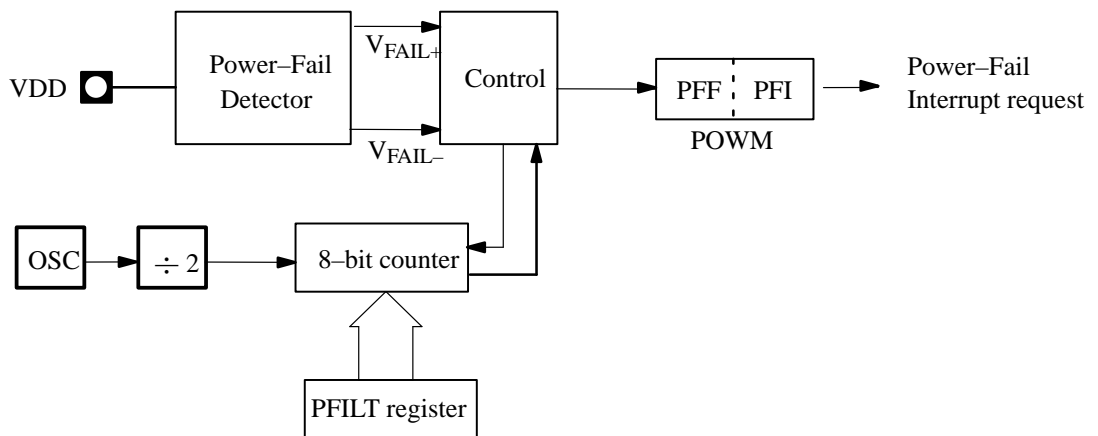 VDD
Power–Fail
Detector
VFAIL+
VFAIL–
Control
PFF
PFI
POWM
Power–Fail
Interrupt request
OSC
÷ 2
8–bit counter
PFILT register